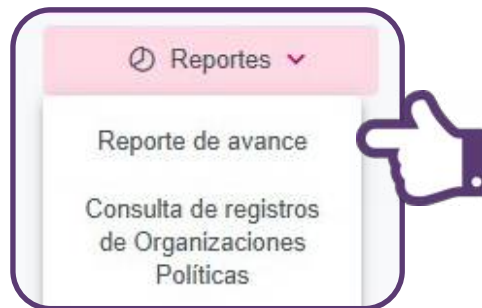 Reportes
Reporte de avance
Consulta de registros
de Organizaciones
Políticas